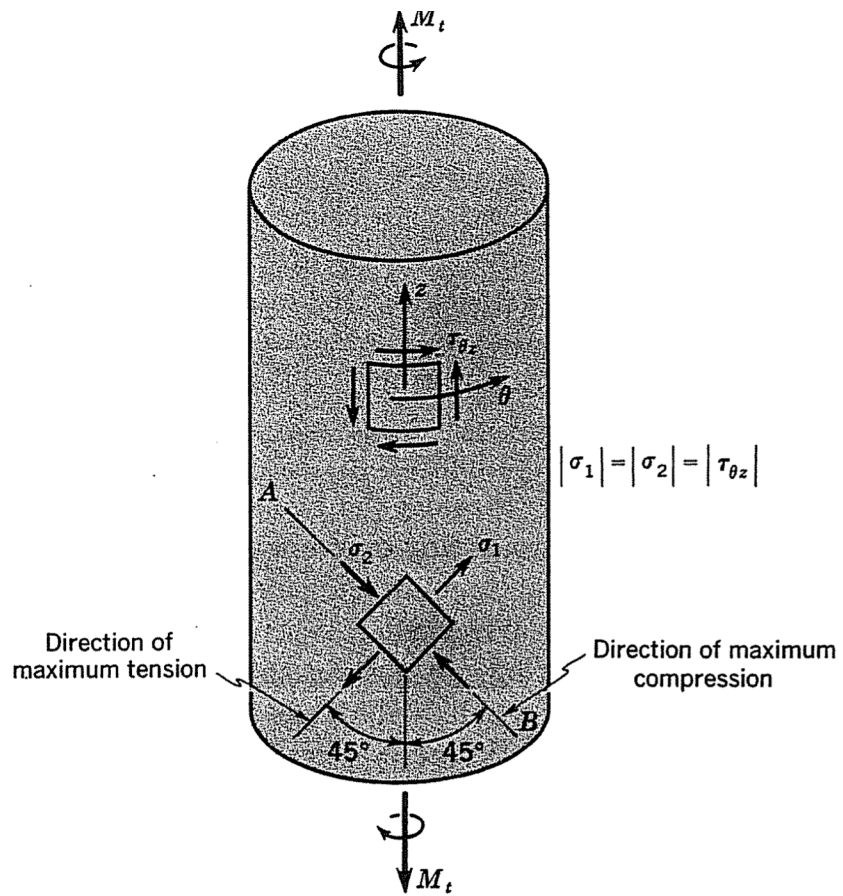 M_t
z
τ_θz
θ
|σ_1| = |σ_2| = |τ_θz|
A
σ_2
σ_1
Direction of
maximum tension
Direction of maximum
compression
B
45°
45°
M_t